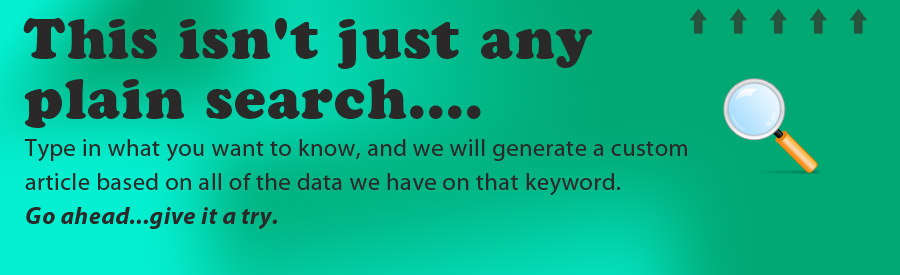 This isn't just any
plain search....
Type in what you want to know, and we will generate a custom
article based on all of the data we have on that keyword.
Go ahead...give it a try.